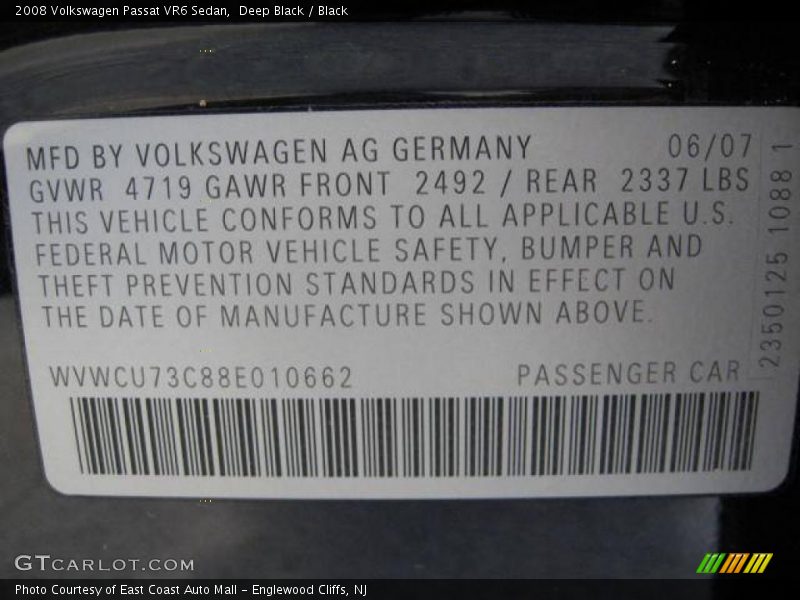 2008 Volkswagen Passat VR6 Sedan,  Deep Black / Black
MFD BY VOLKSWAGEN AG GERMANY 06/07
GVWR 4719 GAWR FRONT 2492 / REAR 2337 LBS
THIS VEHICLE CONFORMS TO ALL APPLICABLE U.S.
FEDERAL MOTOR VEHICLE SAFETY, BUMPER AND
THEFT PREVENTION STANDARDS IN EFFECT ON
THE DATE OF MANUFACTURE SHOWN ABOVE.
WVWCU73C88E010662 PASSENGER CAR
2350125 1088 1
GTCARLOT.COM
Photo Courtesy of East Coast Auto Mall - Englewood Cliffs, NJ